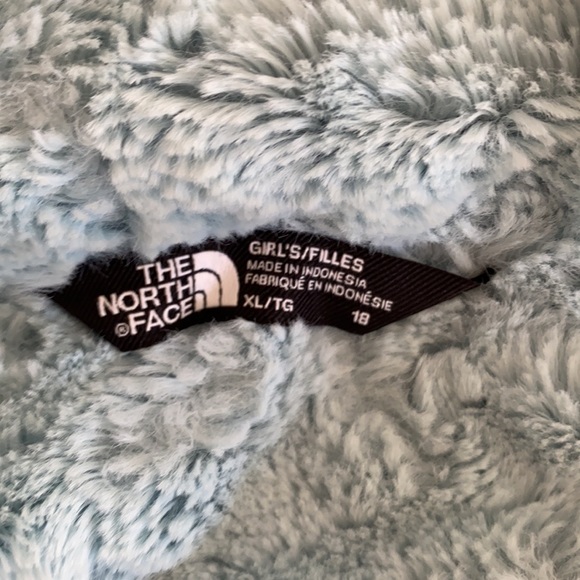 THE
NORTH
®FACE
GIRL'S/FILLES
MADE IN INDONESIA
FABRIQUÉ EN INDONÉSIE
XL/TG 18